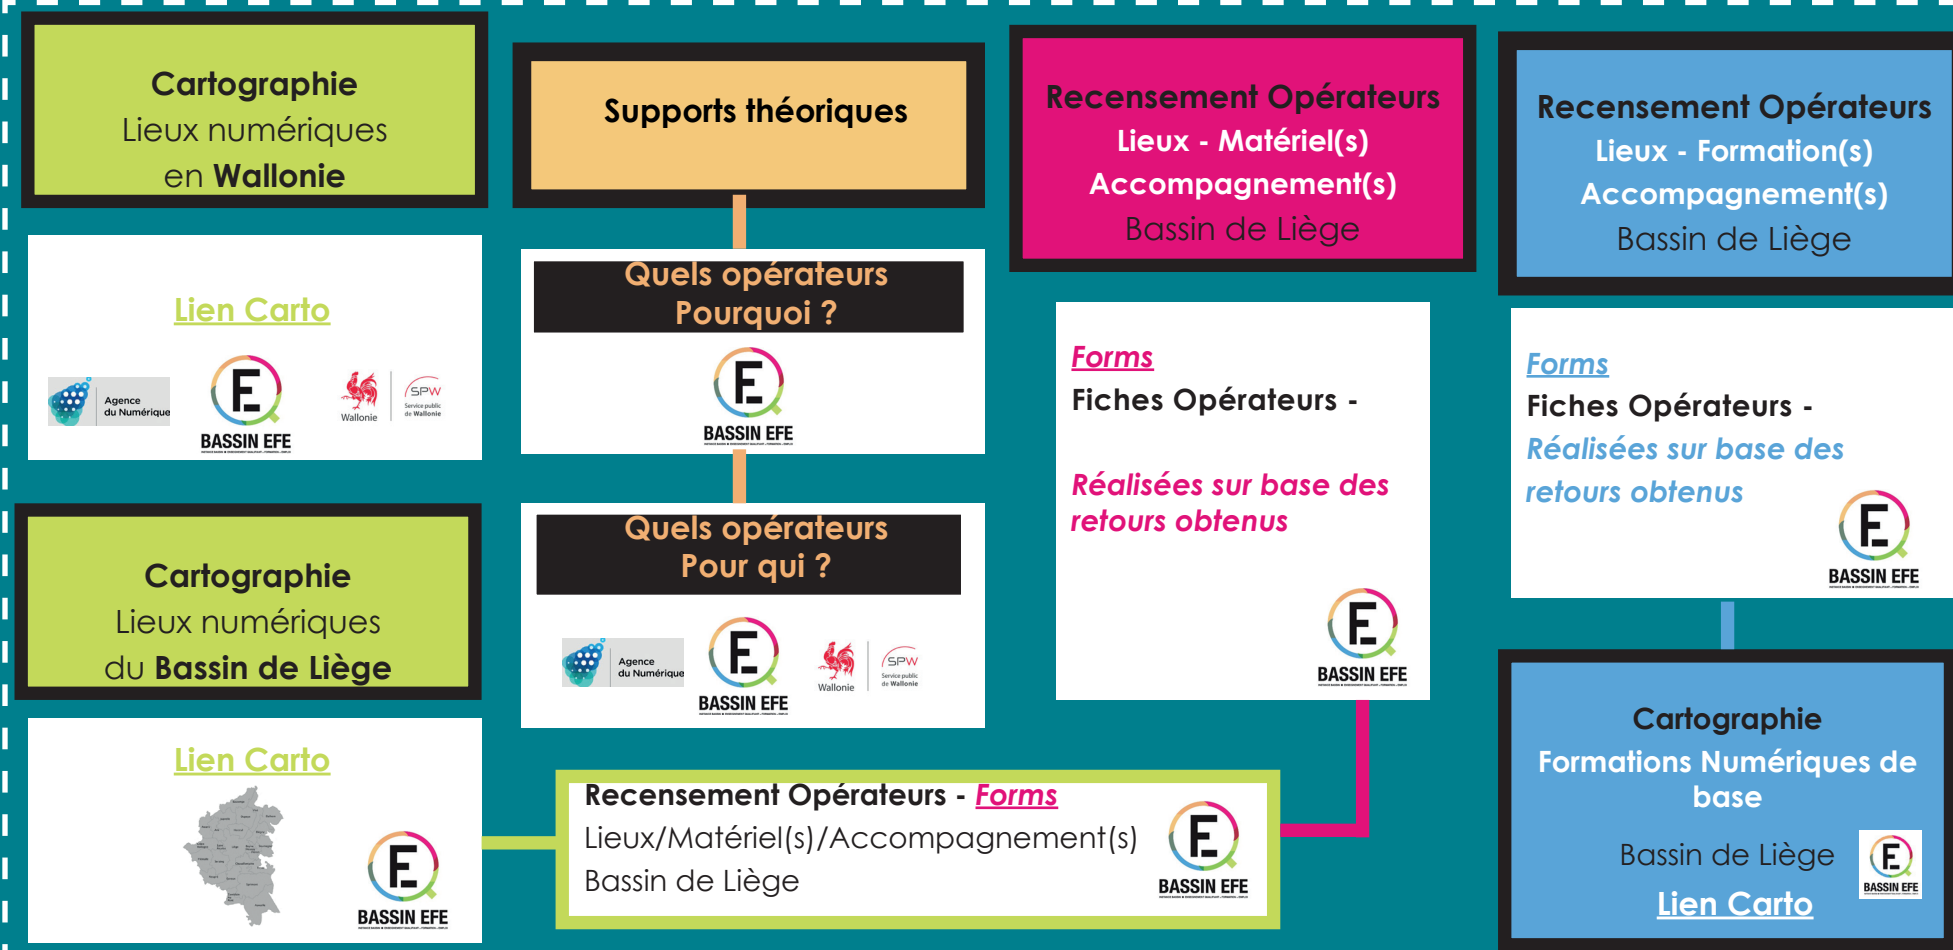 Cartographie
Lieux numériques
en Wallonie
Lien Carto
Agence
du Numérique
BASSIN EFE
Wallonie
SPW
Service public
de Wallonie
Cartographie
Lieux numériques
du Bassin de Liège
Lien Carto
BASSIN EFE
Supports théoriques
Quels opérateurs
Pourquoi ?
BASSIN EFE
Quels opérateurs
Pour qui ?
Agence
du Numérique
BASSIN EFE
Wallonie
SPW
Service public
de Wallonie
Recensement Opérateurs - Forms
Lieux/Matériel(s)/Accompagnement(s)
Bassin de Liège
BASSIN EFE
Recensement Opérateurs
Lieux - Matériel(s)
Accompagnement(s)
Bassin de Liège
Forms
Fiches Opérateurs -
Réalisées sur base des
retours obtenus
BASSIN EFE
Recensement Opérateurs
Lieux - Formation(s)
Accompagnement(s)
Bassin de Liège
Forms
Fiches Opérateurs -
Réalisées sur base des
retours obtenus
BASSIN EFE
Cartographie
Formations Numériques de
base
Bassin de Liège
BASSIN EFE
Lien Carto